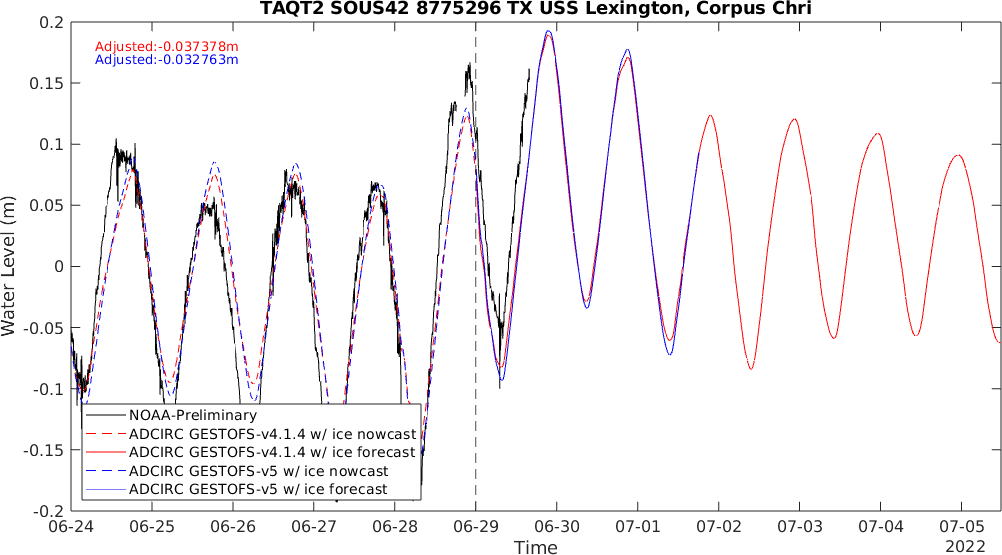 TAQT2 SOUS42 8775296 TX USS Lexington, Corpus Chri
Adjusted:-0.037378m
Adjusted:-0.032763m
0.2
0.15
0.1
0.05
0
-0.05
-0.1
-0.15
-0.2
Water Level (m)
NOAA-Preliminary
ADCIRC GESTOFS-v4.1.4 w/ ice nowcast
ADCIRC GESTOFS-v4.1.4 w/ ice forecast
ADCIRC GESTOFS-v5 w/ ice nowcast
ADCIRC GESTOFS-v5 w/ ice forecast
06-24 06-25 06-26 06-27 06-28 06-29 06-30 07-01 07-02 07-03 07-04 07-05
Time
2022